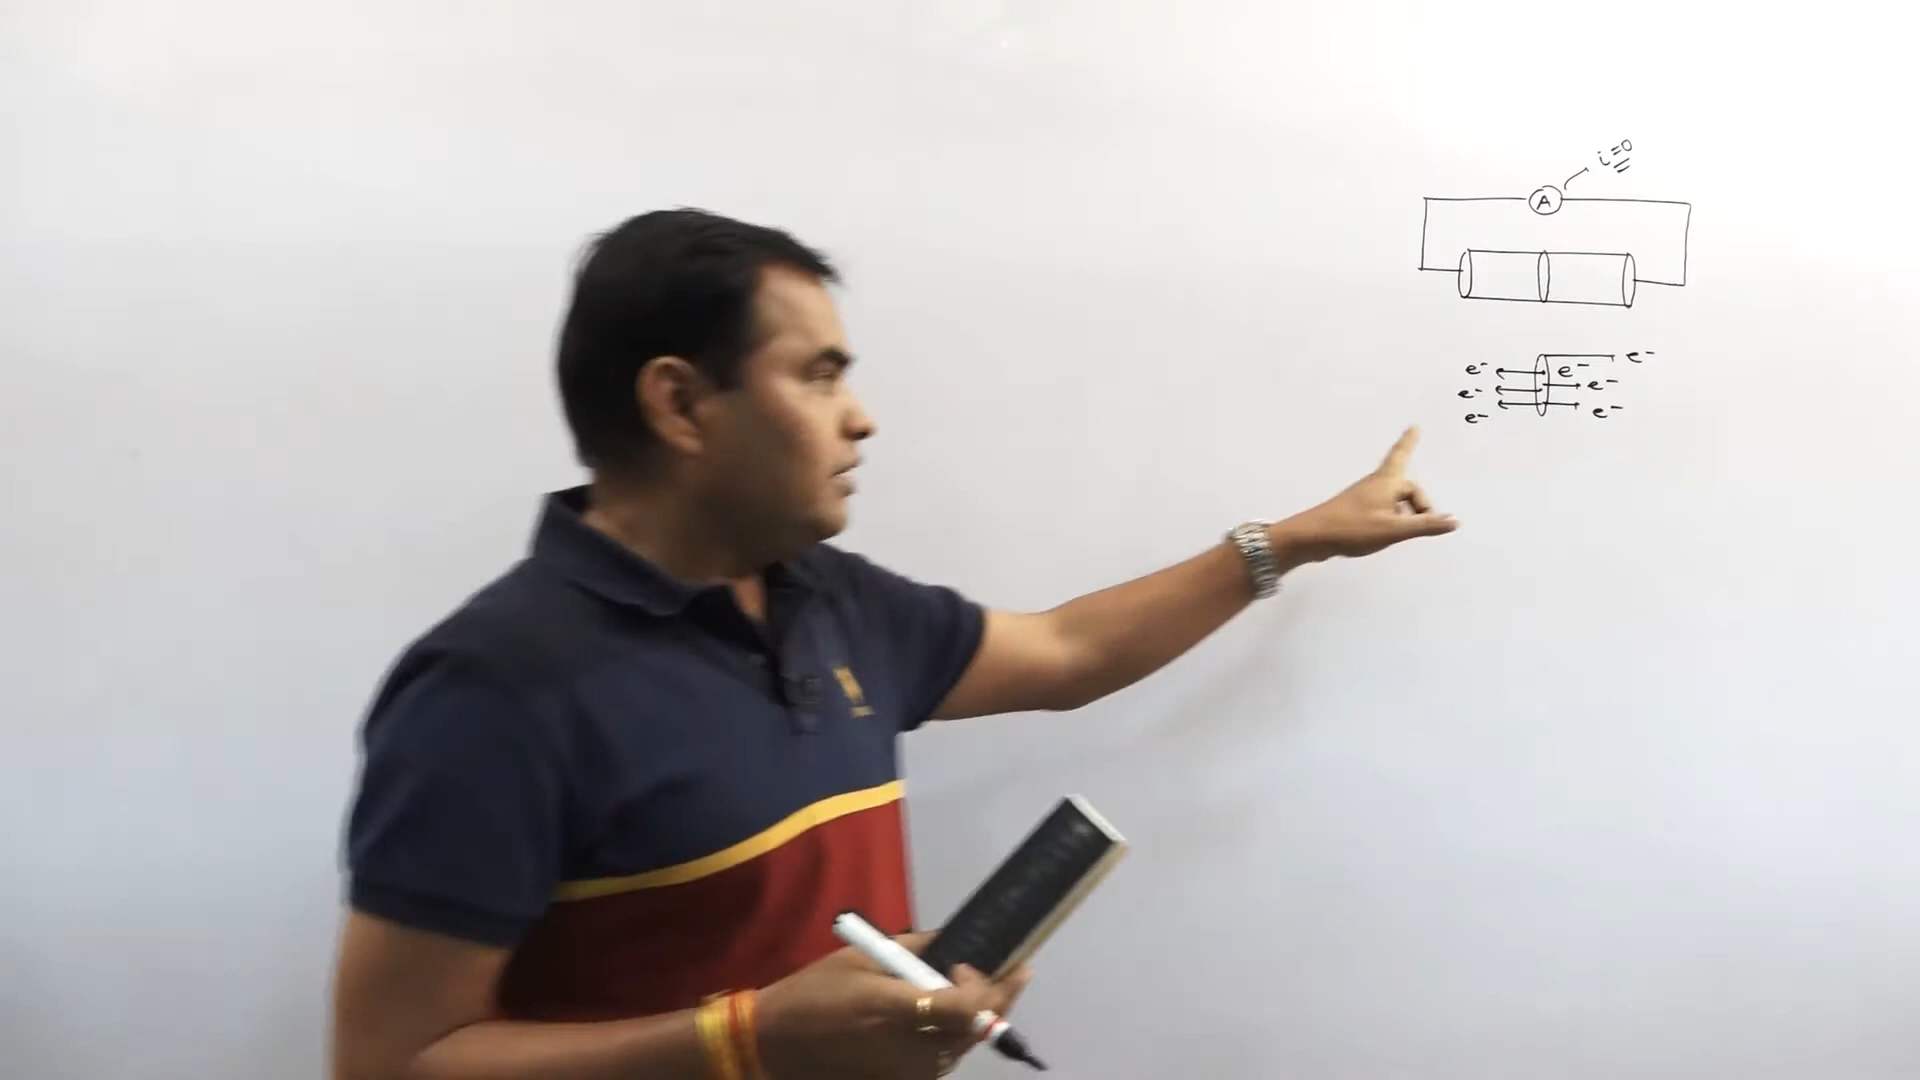 i=0
A
e⁻
e⁻ e⁻
e⁻ e⁻
e⁻ e⁻